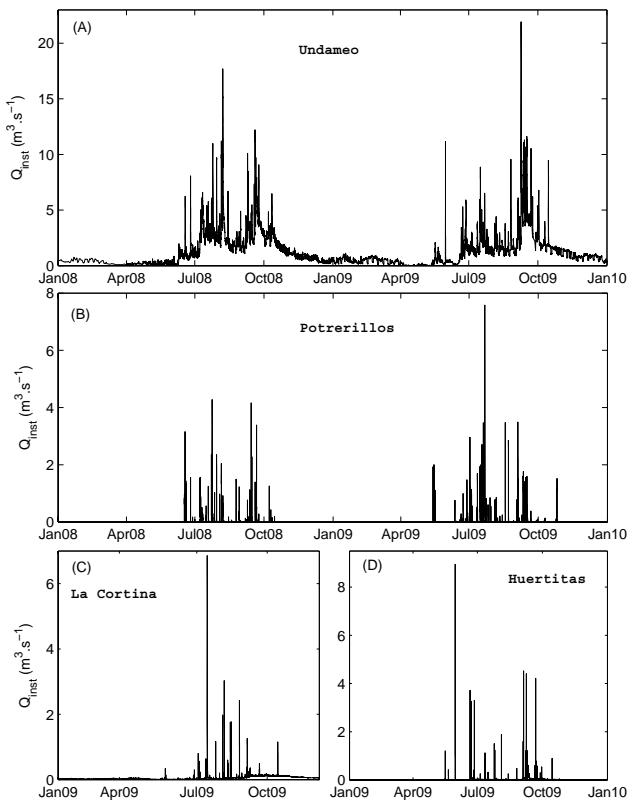 (A)
Undameo
Q_inst (m³.s⁻¹)
20
15
10
5
0
Jan08 Apr08 Jul08 Oct08 Jan09 Apr09 Jul09 Oct09 Jan10
(B)
Potrerillos
Q_inst (m³.s⁻¹)
8
6
4
2
0
Jan08 Apr08 Jul08 Oct08 Jan09 Apr09 Jul09 Oct09 Jan10
(C)
La Cortina
Q_inst (m³.s⁻¹)
6
4
2
0
Jan09 Apr09 Jul09 Oct09
(D)
Huertitas
8
6
4
2
0
Jan09 Apr09 Jul09 Oct09 Jan10